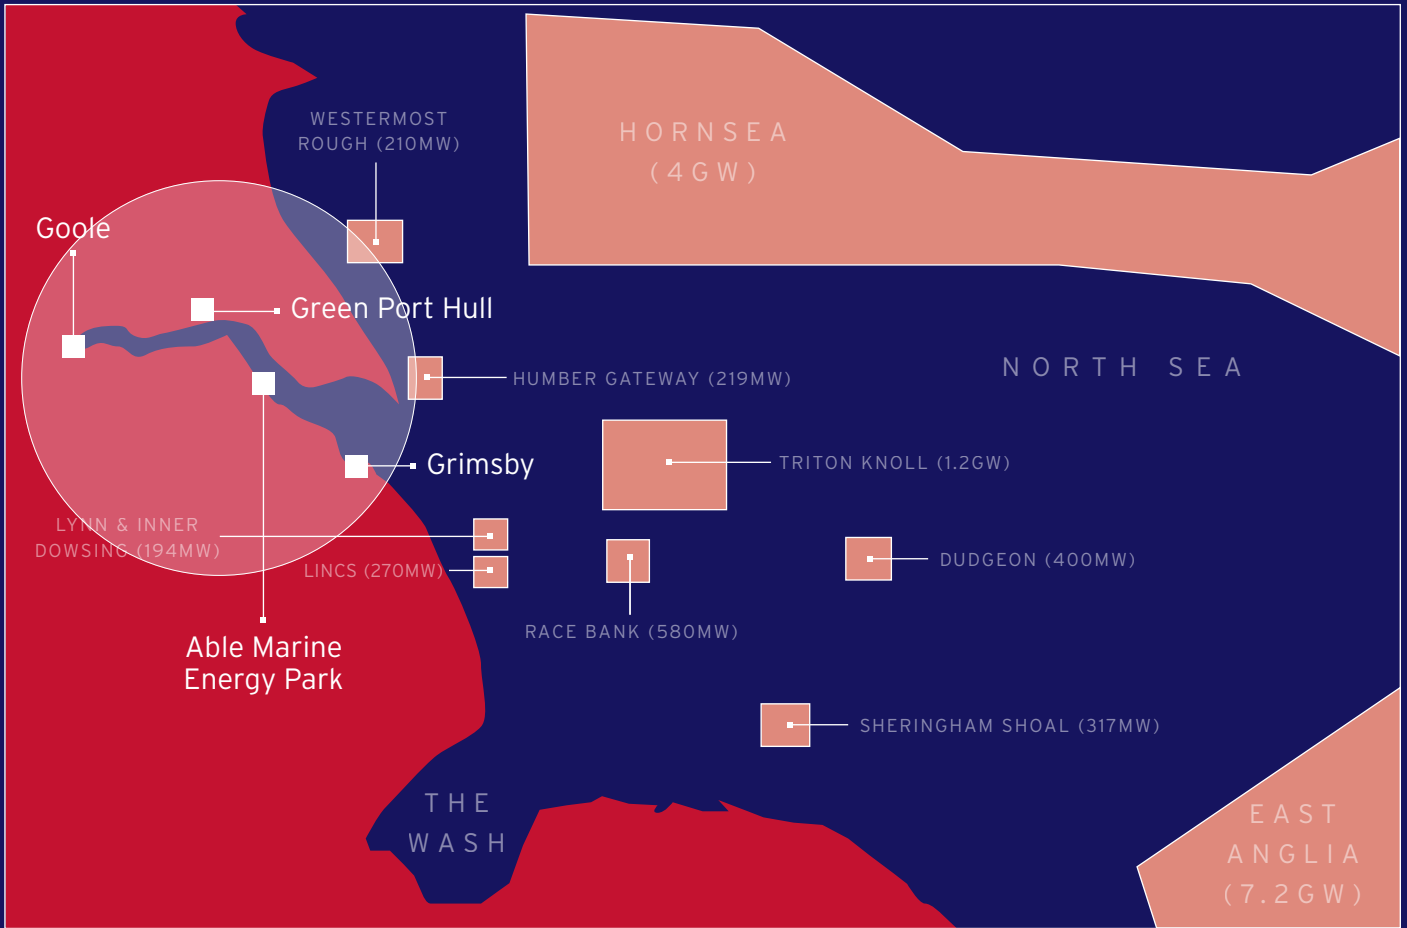 WESTERMOST
ROUGH (210MW)
HORNSEA
(4GW)
Goole
Green Port Hull
NORTH SEA
HUMBER GATEWAY (219MW)
Grimsby
TRITON KNOLL (1.2GW)
LYNN & INNER
DOWSING (194MW)
LINCS (270MW)
DUDGEON (400MW)
RACE BANK (580MW)
Able Marine
Energy Park
SHERINGHAM SHOAL (317MW)
THE
WASH
EAST
ANGLIA
(7.2GW)